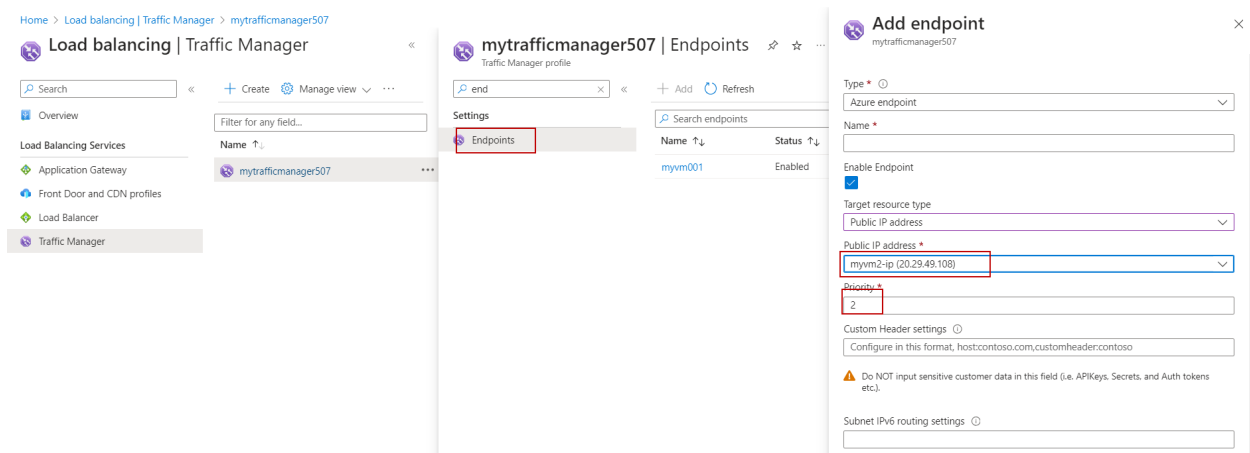 Home > Load balancing | Traffic Manager > mytrafficmanager507
Load balancing | Traffic Manager
Search
Overview
Load Balancing Services
Application Gateway
Front Door and CDN profiles
Load Balancer
Traffic Manager
Create Manage view
Filter for any field...
Name
mytrafficmanager507
mytrafficmanager507 | Endpoints
Traffic Manager profile
end
Settings
Endpoints
Add Refresh
Search endpoints
Name Status
myvm001 Enabled
Add endpoint
mytrafficmanager507
Type *
Azure endpoint
Name *
Enable Endpoint
Target resource type
Public IP address
Public IP address *
myvm2-ip (20.29.49.108)
Priority *
2
Custom Header settings
Configure in this format, host:contoso.com,customheader:contoso
Do NOT input sensitive customer data in this field (i.e. APIKeys, Secrets, and Auth tokens
etc.).
Subnet IPv6 routing settings